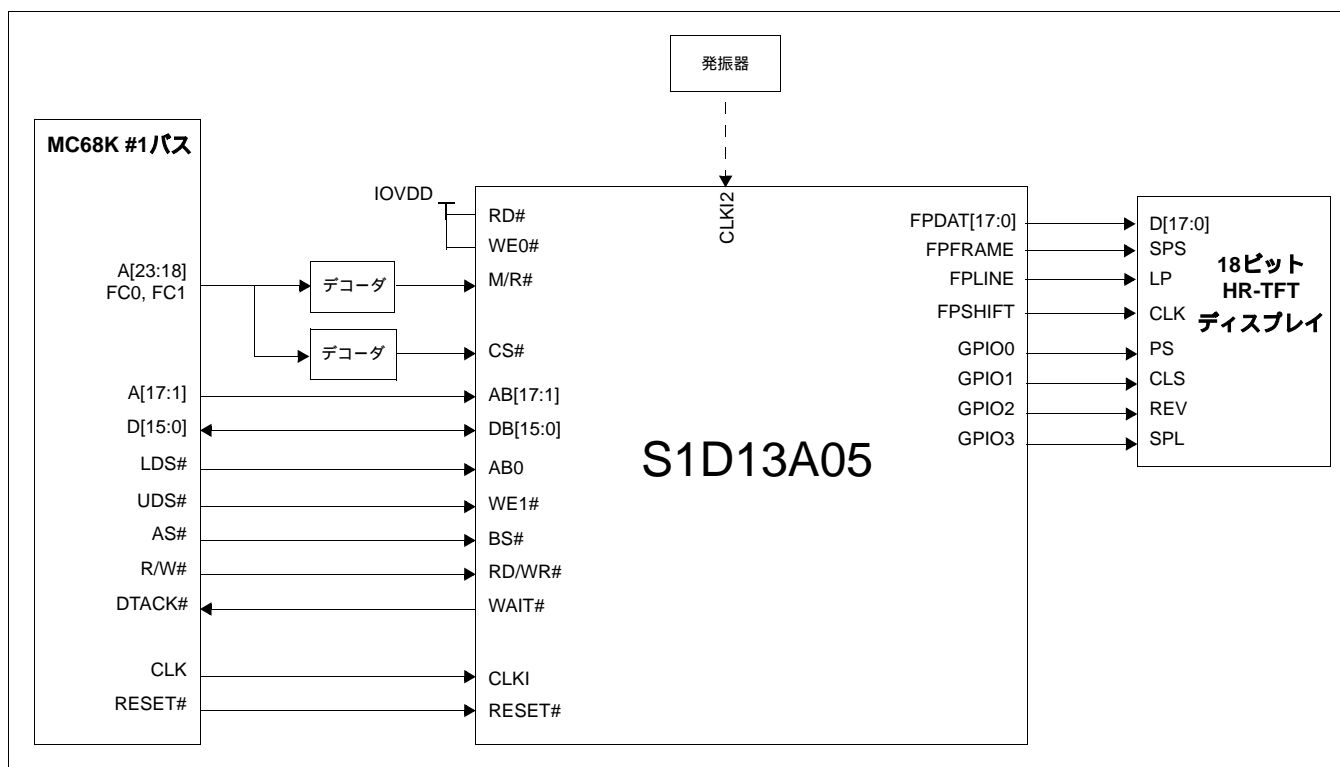 発振器
MC68K #1バス
A[23:18]
FC0, FC1
A[17:1]
D[15:0]
LDS#
UDS#
AS#
R/W#
DTACK#
CLK
RESET#
IOVDD
デコーダ
デコーダ
RD#
WE0#
M/R#
CS#
AB[17:1]
DB[15:0]
AB0
WE1#
BS#
RD/WR#
WAIT#
CLKI
RESET#
CLKI2
S1D13A05
FPDAT[17:0]
FPFRAME
FPLINE
FPSHIFT
GPIO0
GPIO1
GPIO2
GPIO3
D[17:0]
SPS
LP
CLK
PS
CLS
REV
SPL
18ビット
HR-TFT
ディスプレイ